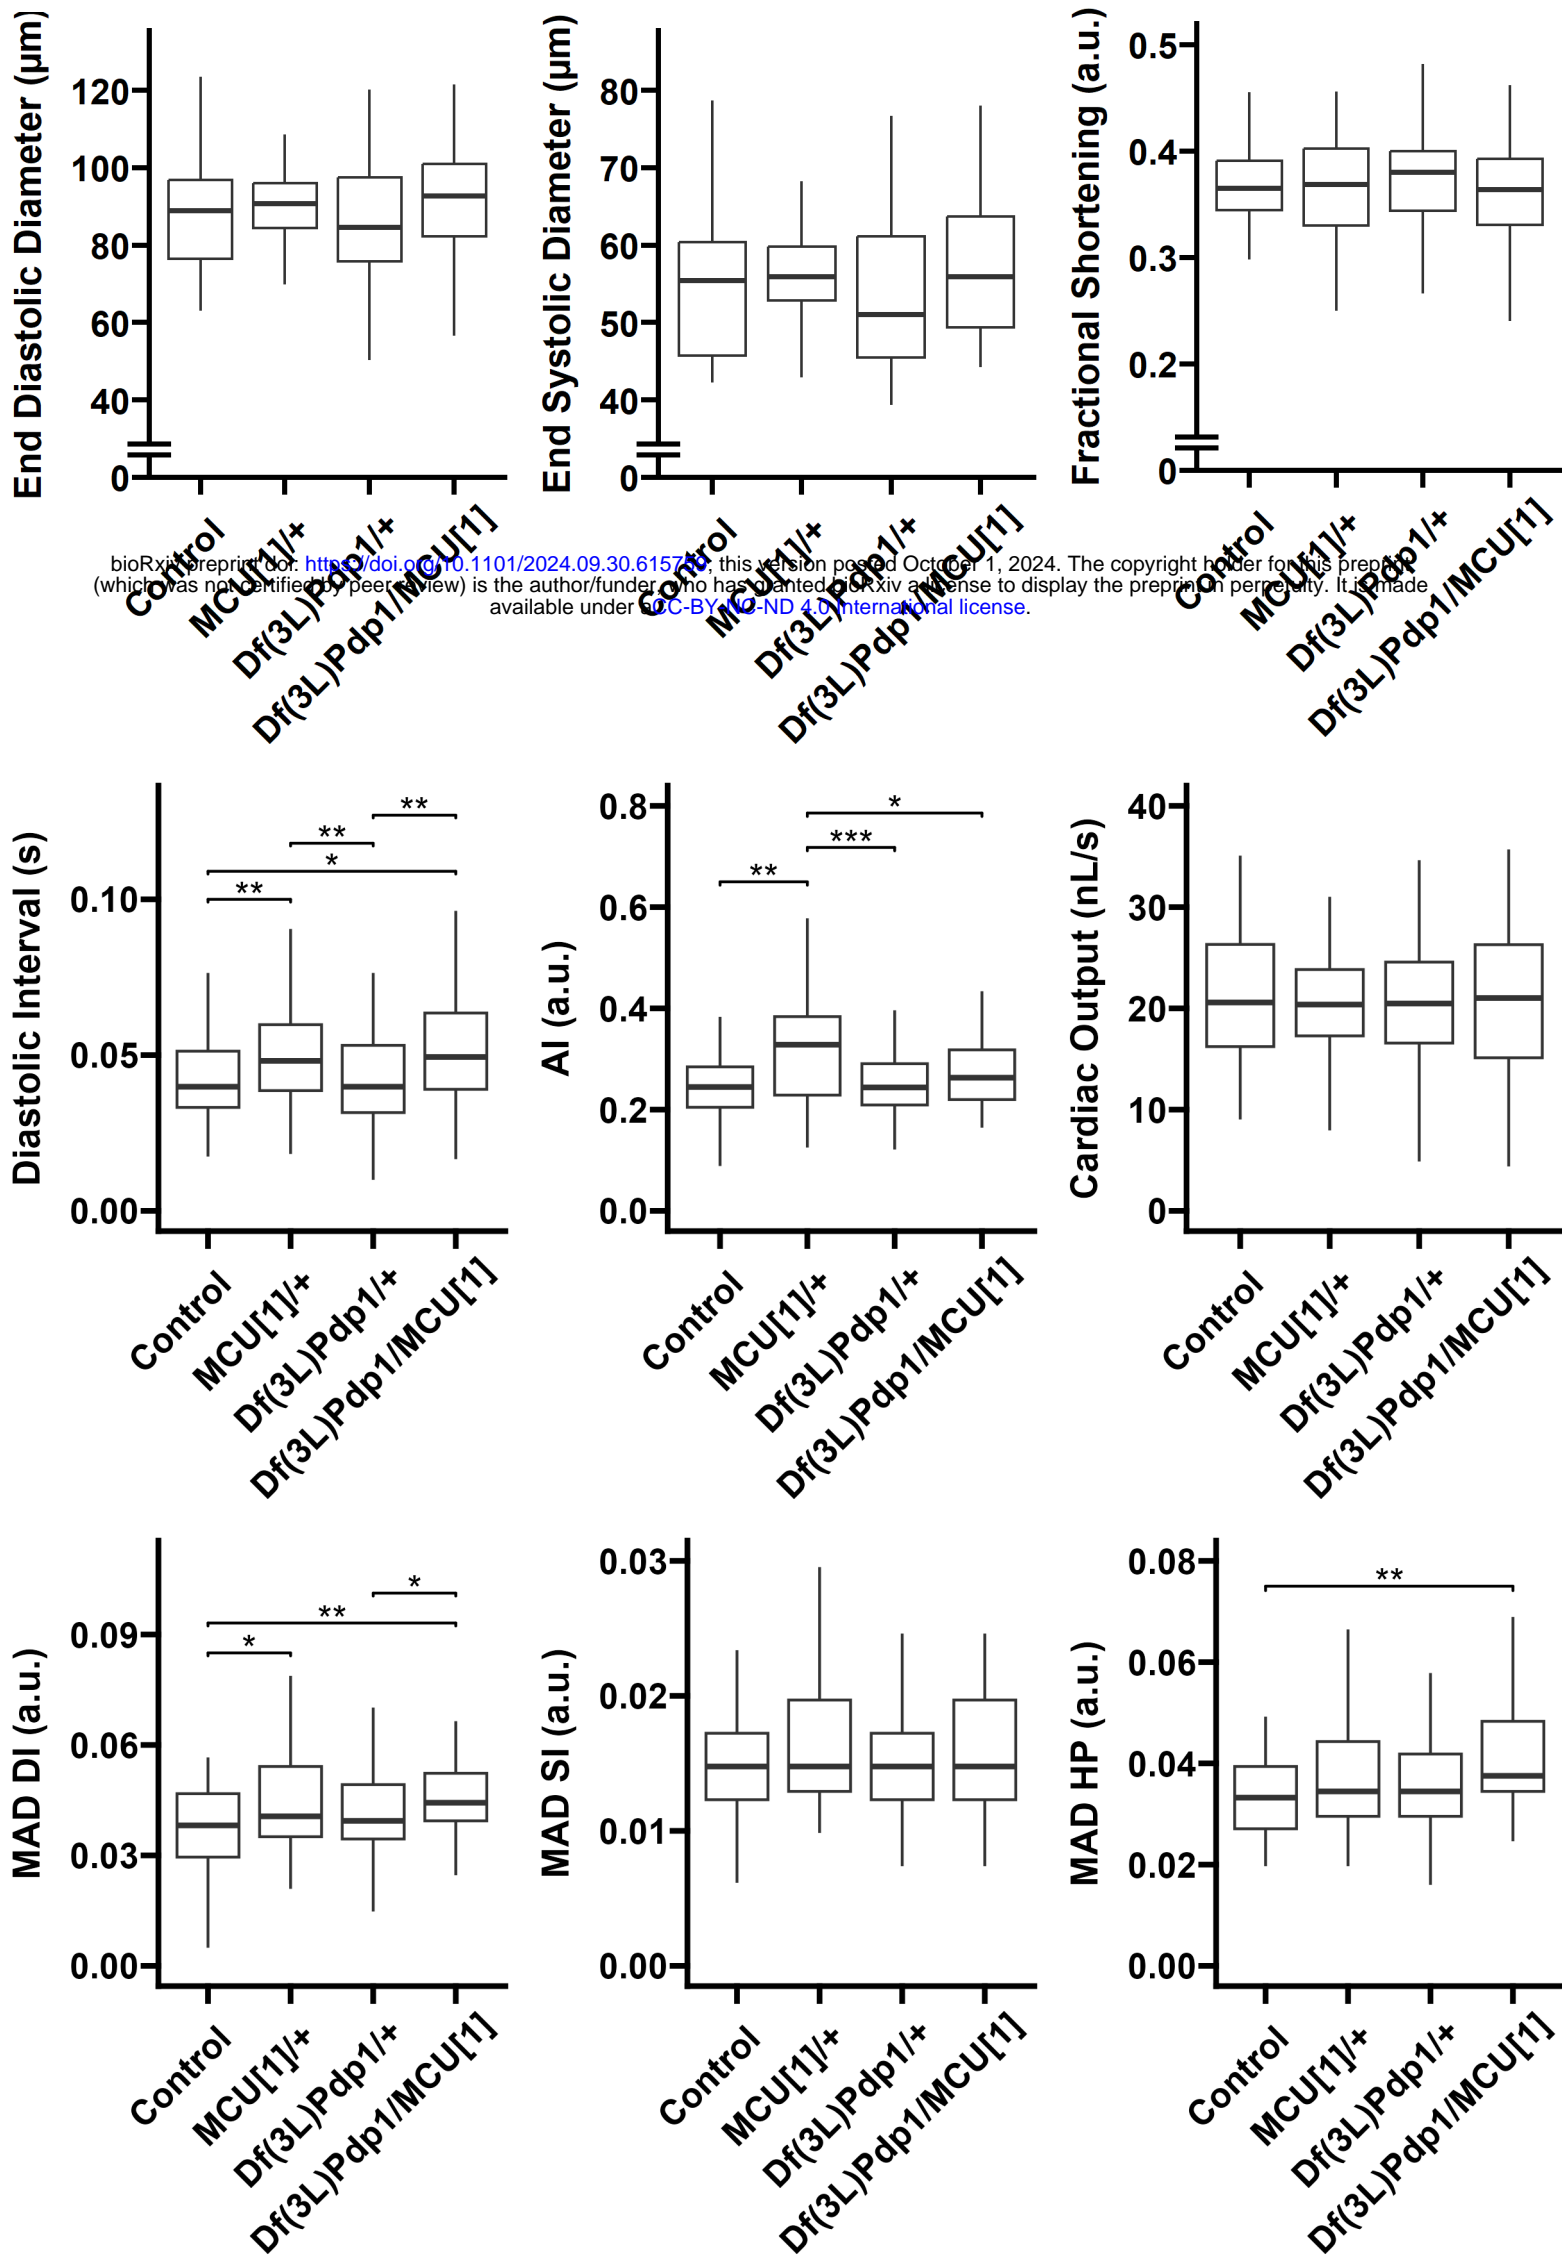 End Diastolic Diameter (µm)
120
100
80
60
40
0
Control
MCU[1]/+
Df(3L)Pdp1/+
Df(3L)Pdp1/MCU[1]
End Systolic Diameter (µm)
80
70
60
50
40
0
Control
MCU[1]/+
Df(3L)Pdp1/+
Df(3L)Pdp1/MCU[1]
Fractional Shortening (a.u.)
0.5
0.4
0.3
0.2
0
Control
MCU[1]/+
Df(3L)Pdp1/+
Df(3L)Pdp1/MCU[1]
bioRxiv preprint doi: https://doi.org/10.1101/2024.09.30.615 ; this version posted October 1, 2024. The copyright holder for this preprint
(which was not certified by peer review) is the author/funder, who has granted bioRxiv a license to display the preprint in perpetuity. It is made
available under aCC-BY-NC-ND 4.0 International license.
Diastolic Interval (s)
0.10
0.05
0.00
**
**
*
**
Control
MCU[1]/+
Df(3L)Pdp1/+
Df(3L)Pdp1/MCU[1]
AI (a.u.)
0.8
0.6
0.4
0.2
0.0
*
***
**
Control
MCU[1]/+
Df(3L)Pdp1/+
Df(3L)Pdp1/MCU[1]
Cardiac Output (nL/s)
40
30
20
10
0
Control
MCU[1]/+
Df(3L)Pdp1/+
Df(3L)Pdp1/MCU[1]
MAD DI (a.u.)
0.09
0.06
0.03
0.00
*
**
*
Control
MCU[1]/+
Df(3L)Pdp1/+
Df(3L)Pdp1/MCU[1]
MAD SI (a.u.)
0.03
0.02
0.01
0.00
Control
MCU[1]/+
Df(3L)Pdp1/+
Df(3L)Pdp1/MCU[1]
MAD HP (a.u.)
0.08
0.06
0.04
0.02
0.00
**
Control
MCU[1]/+
Df(3L)Pdp1/+
Df(3L)Pdp1/MCU[1]